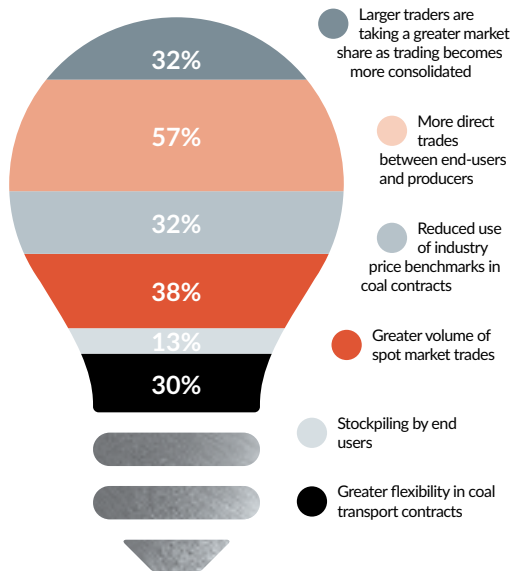 32%
57%
32%
38%
13%
30%
Larger traders are
taking a greater market
share as trading becomes
more consolidated
More direct
trades
between end-users
and producers
Reduced use
of industry
price benchmarks in
coal contracts
Greater volume of
spot market trades
Stockpiling by end
users
Greater flexibility in coal
transport contracts